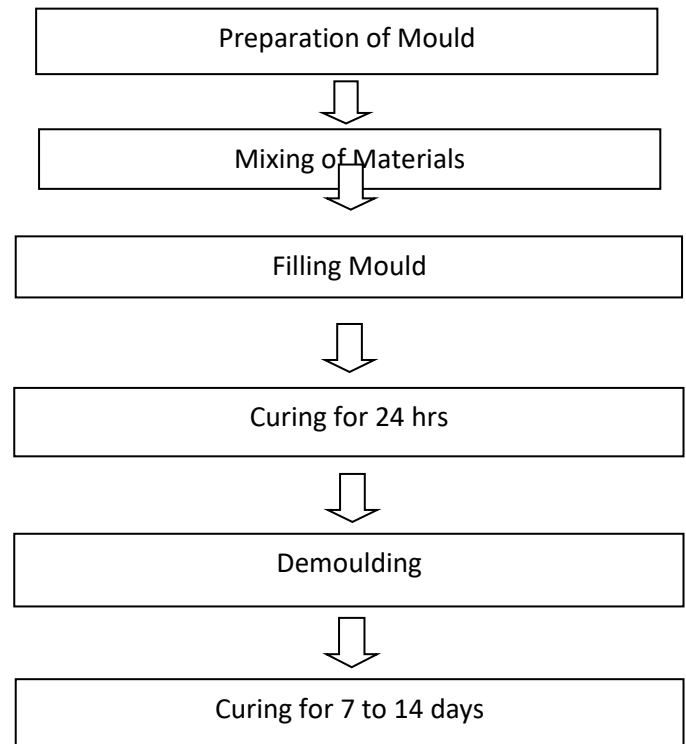 Preparation of Mould
Mixing of Materials
Filling Mould
Curing for 24 hrs
Demoulding
Curing for 7 to 14 days